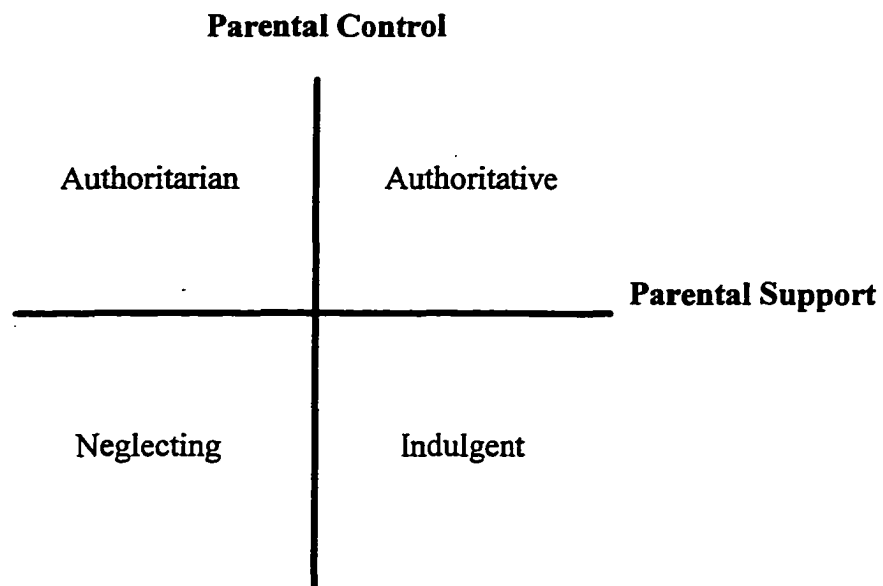 Parental Control
Authoritarian
Authoritative
Parental Support
Neglecting
Indulgent